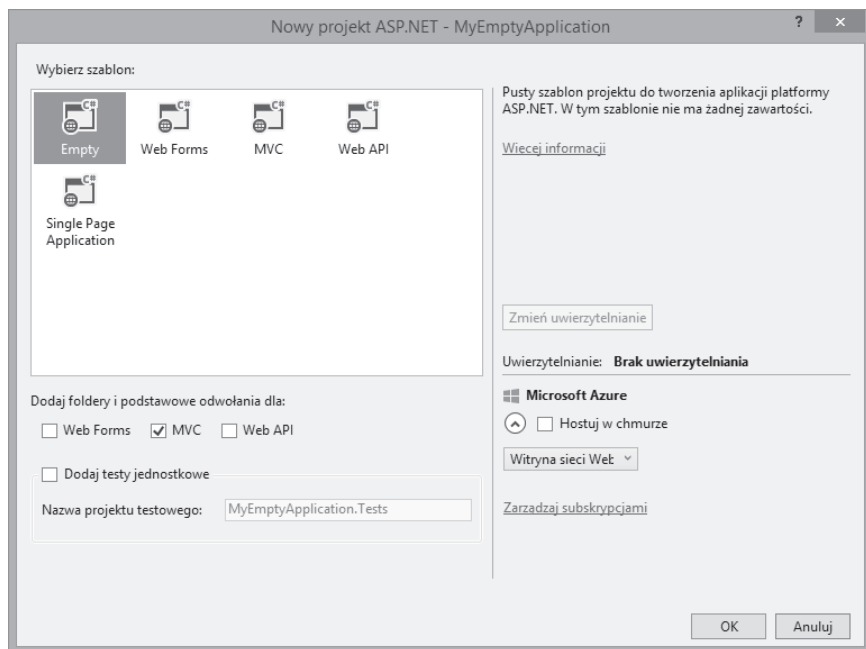 Nowy projekt ASP.NET - MyEmptyApplication
? ×
Wybierz szablon:
C# C# C# C#
Empty Web Forms MVC Web API
C#
Single Page
Application
Dodaj foldery i podstawowe odwołania dla:
Web Forms MVC Web API
Dodaj testy jednostkowe
Nazwa projektu testowego: MyEmptyApplication.Tests
Pusty szablon projektu do tworzenia aplikacji platformy
ASP.NET. W tym szablonie nie ma żadnej zawartości.
Wiecej informacji
Zmień uwierzytelnianie
Uwierzytelnianie: Brak uwierzytelniania
Microsoft Azure
Hostuj w chmurze
Witryna sieci Wet
Zarzadzaj subskrypcjami
OK Anuluj